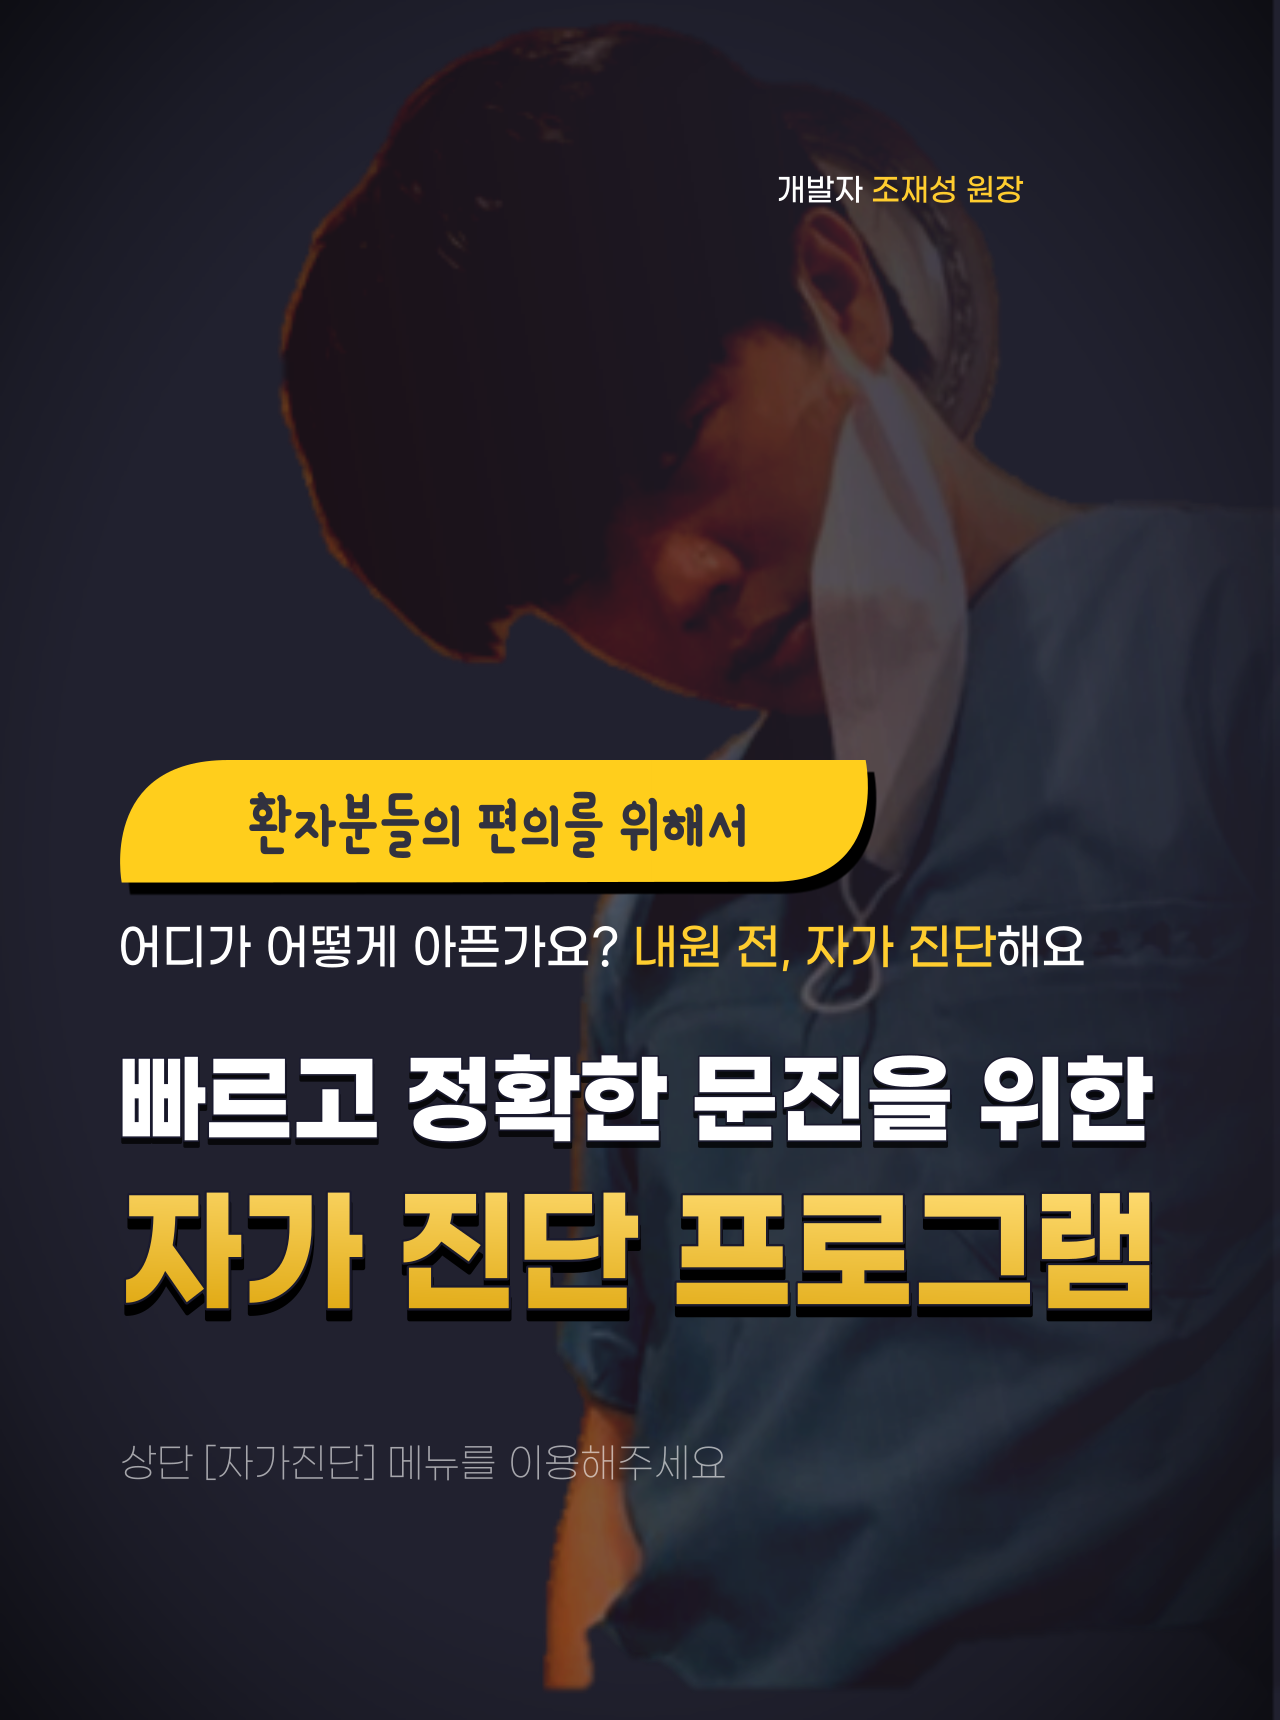 개발자 조재성 원장
환자분들의 편의를 위해서
어디가 어떻게 아픈가요? 내원 전, 자가 진단해요
빠르고 정확한 문진을 위한
자가 진단 프로그램
상단 [자가진단] 메뉴를 이용해주세요